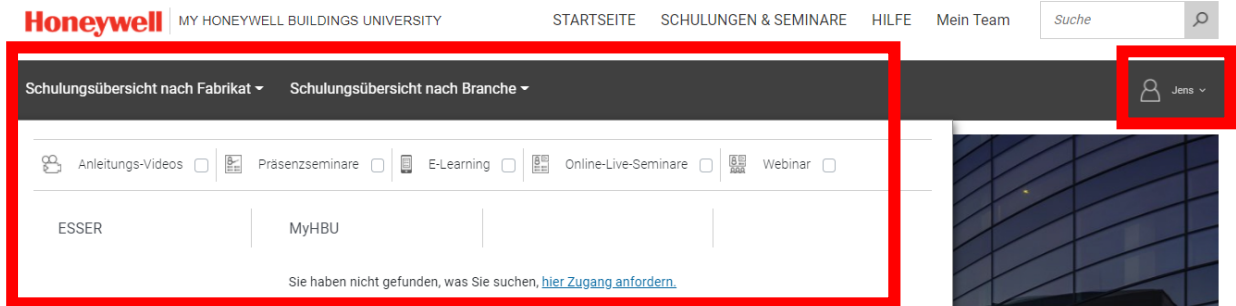 Honeywell MY HONEYWELL BUILDINGS UNIVERSITY STARTSEITE SCHULUNGEN & SEMINARE HILFE Mein Team Suche
Schulungsübersicht nach Fabrikat Schulungsübersicht nach Branche Jens
Anleitungs-Videos Präsenzseminare E-Learning Online-Live-Seminare Webinar
ESSER MyHBU
Sie haben nicht gefunden, was Sie suchen, hier Zugang anfordern.